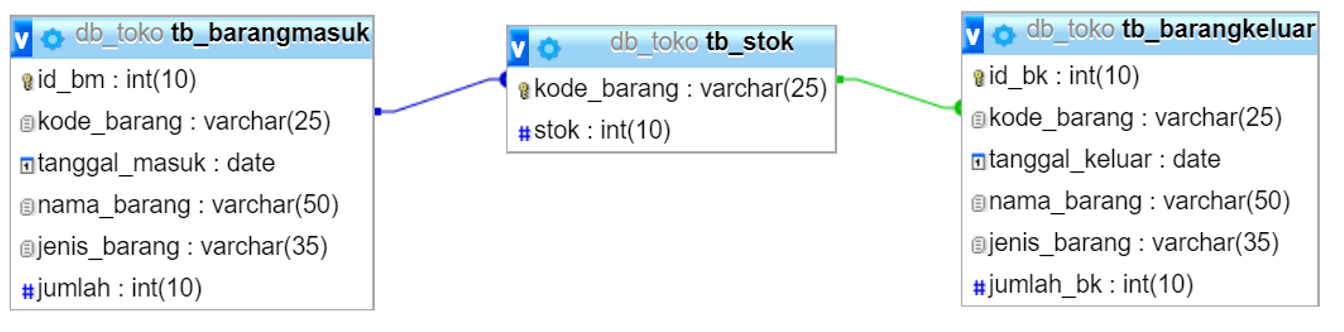 db_toko tb_barangmasuk
id_bm : int(10)
kode_barang : varchar(25)
tanggal_masuk : date
nama_barang : varchar(50)
jenis_barang : varchar(35)
jumlah : int(10)
db_toko tb_stok
kode_barang : varchar(25)
stok : int(10)
db_toko tb_barangkeluar
id_bk : int(10)
kode_barang : varchar(25)
tanggal_keluar : date
nama_barang : varchar(50)
jenis_barang : varchar(35)
jumlah_bk : int(10)